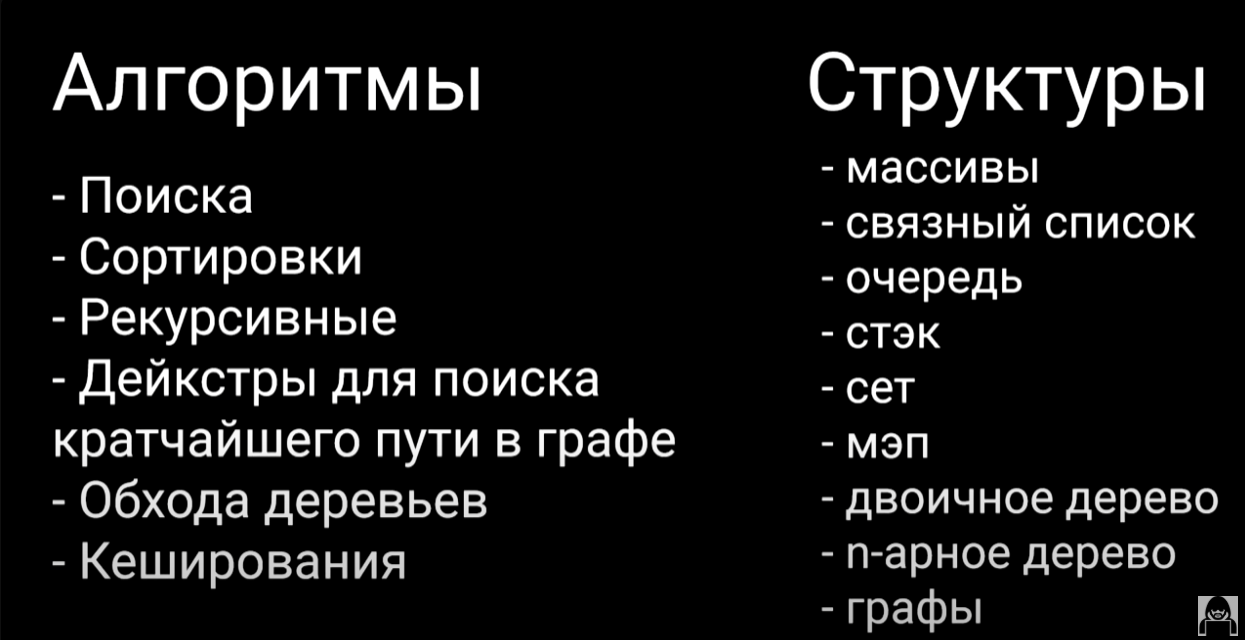 Алгоритмы
- Поиска
- Сортировки
- Рекурсивные
- Дейкстры для поиска
кратчайшего пути в графе
- Обхода деревьев
- Кеширования
Структуры
- массивы
- связный список
- очередь
- стэк
- сет
- мэп
- двоичное дерево
- n-арное дерево
- графы